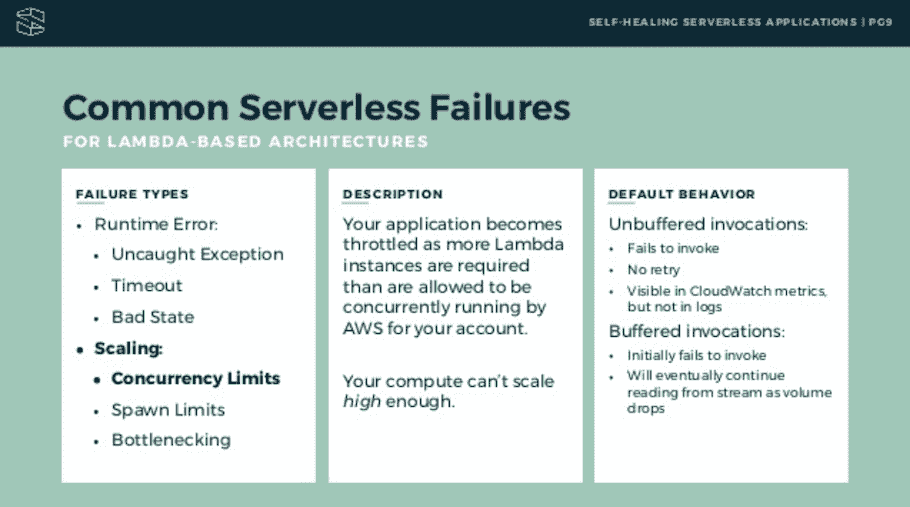 SELF-HEALING SERVERLESS APPLICATIONS | PG9
Common Serverless Failures
FOR LAMBDA-BASED ARCHITECTURES
FAILURE TYPES
• Runtime Error:
• Uncaught Exception
• Timeout
• Bad State
• Scaling:
• Concurrency Limits
• Spawn Limits
• Bottlenecking
DESCRIPTION
Your application becomes
throttled as more Lambda
instances are required
than are allowed to be
concurrently running by
AWS for your account.
Your compute can't scale
high enough.
DEFAULT BEHAVIOR
Unbuffered invocations:
• Fails to invoke
• No retry
• Visible in CloudWatch metrics,
but not in logs
Buffered invocations:
• Initially fails to invoke
• Will eventually continue
reading from stream as volume
drops